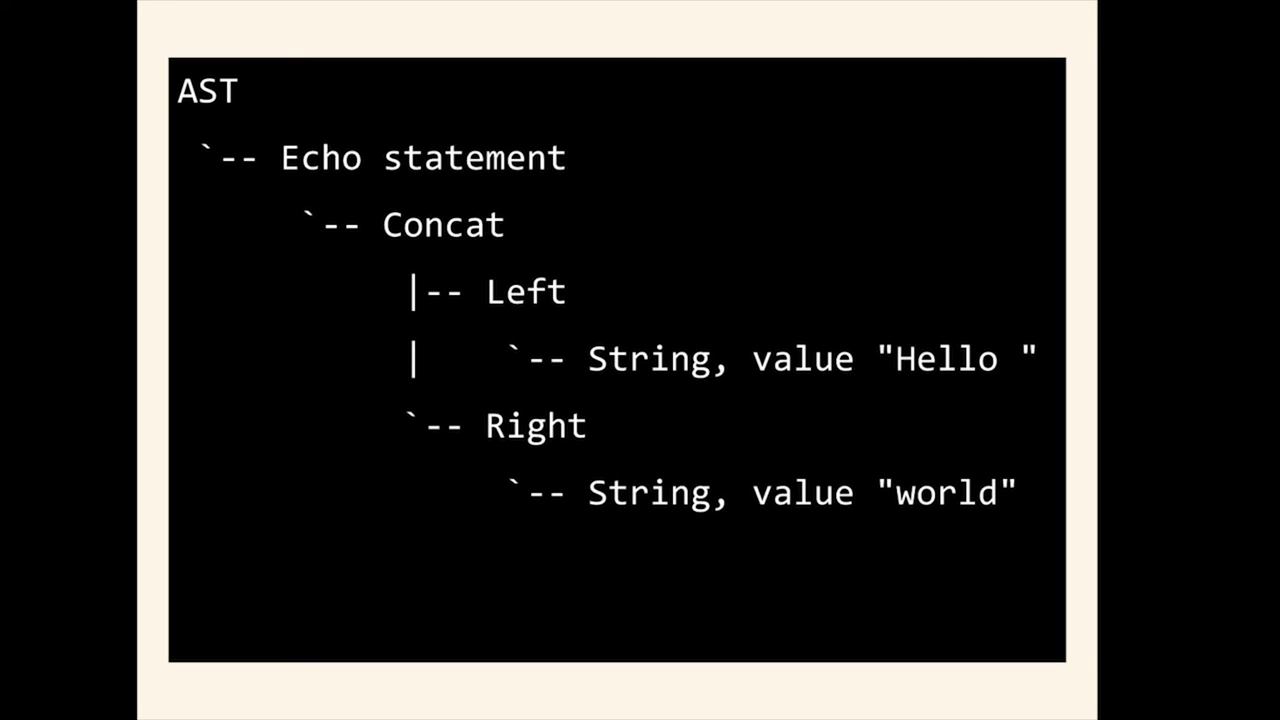 AST
`-- Echo statement
`-- Concat
|-- Left
| `-- String, value "Hello "
`-- Right
`-- String, value "world"